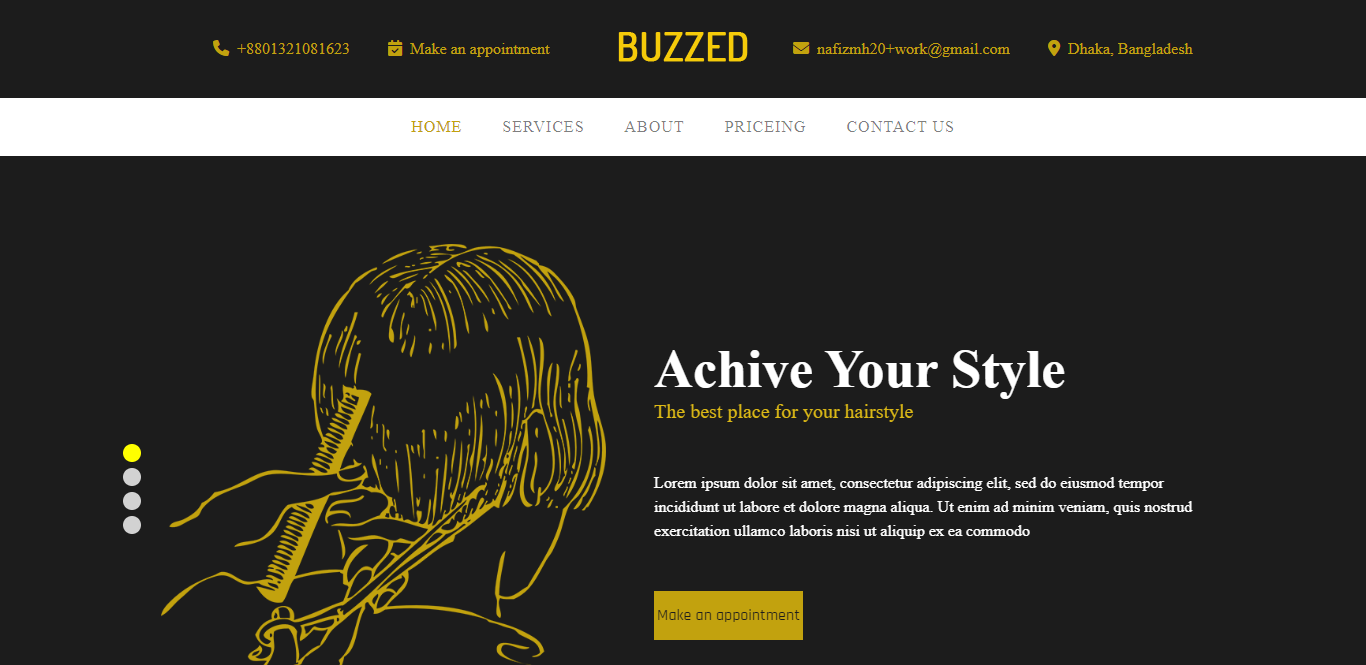 +8801321081623 Make an appointment BUZZED nafizmh20+work@gmail.com Dhaka, Bangladesh
HOME SERVICES ABOUT PRICEING CONTACT US
Achive Your Style
The best place for your hairstyle
Lorem ipsum dolor sit amet, consectetur adipiscing elit, sed do eiusmod tempor
incididunt ut labore et dolore magna aliqua. Ut enim ad minim veniam, quis nostrud
exercitation ullamco laboris nisi ut aliquip ex ea commodo
Make an appointment